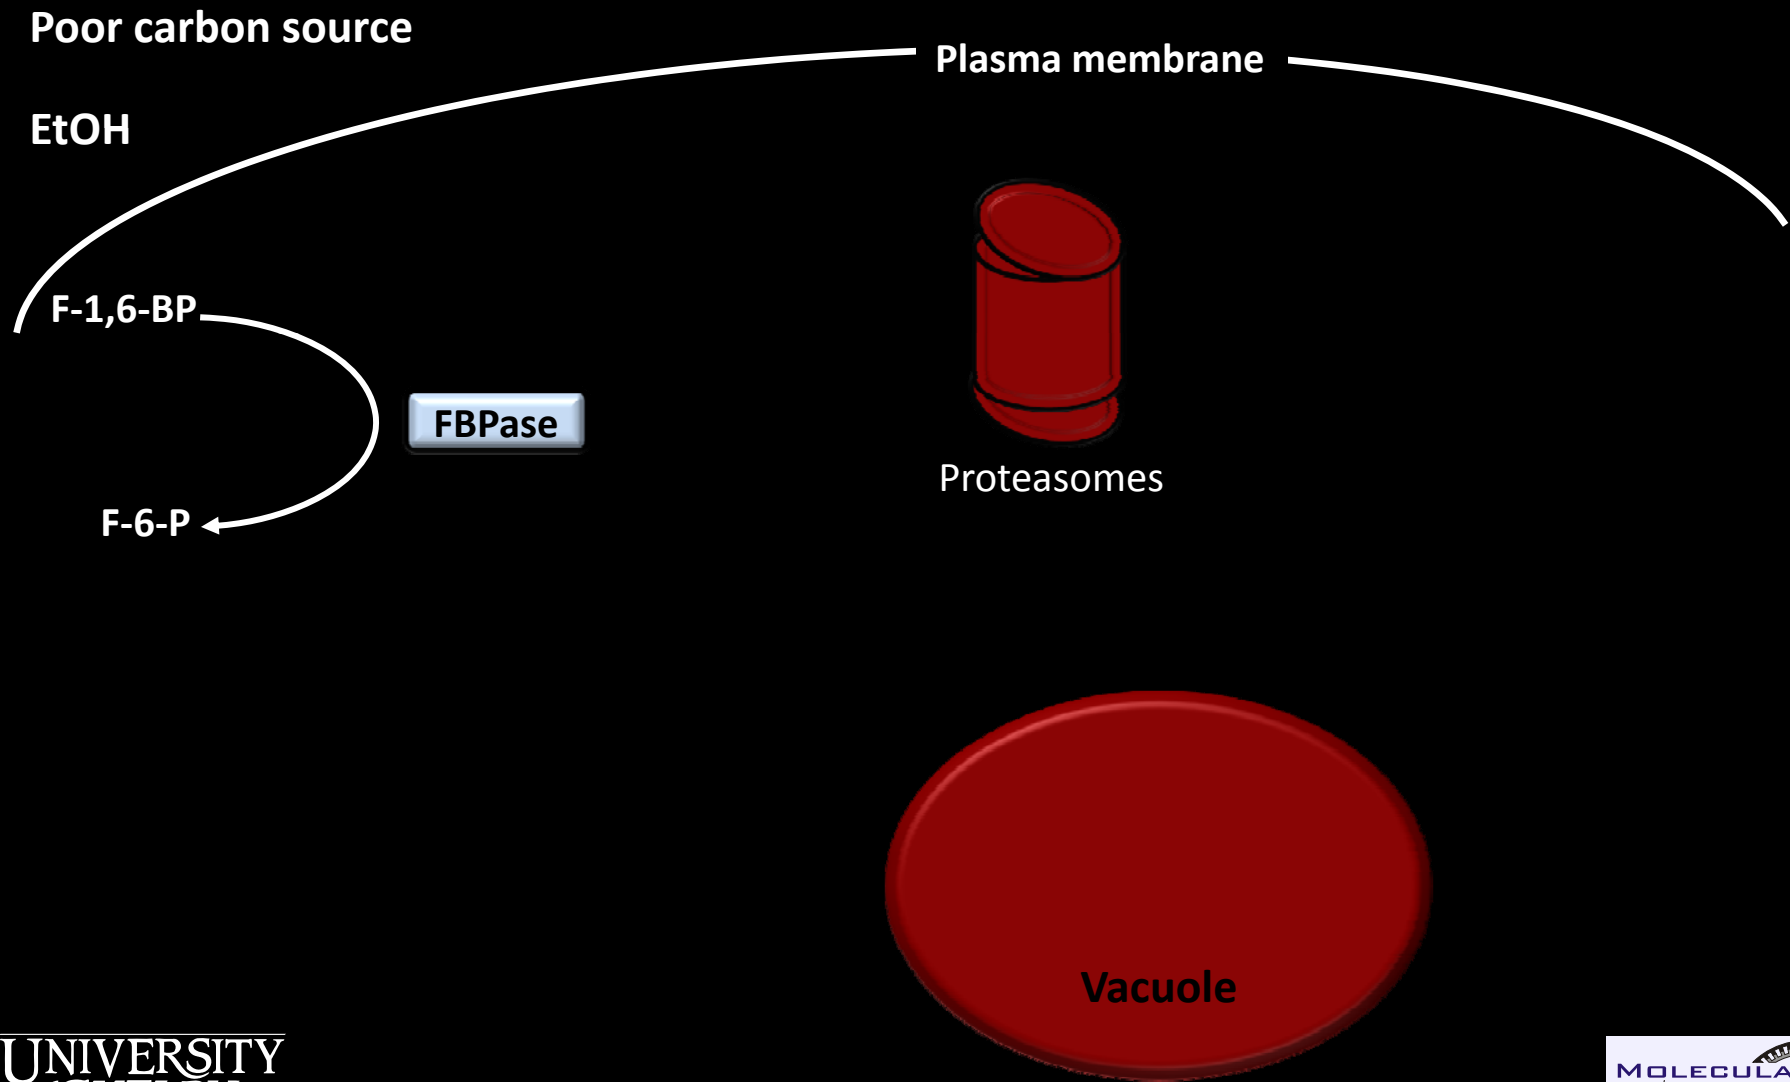 Poor carbon source
Plasma membrane
EtOH
F-1,6-BP
FBPase
Proteasomes
F-6-P
Vacuole
UNIVERSITY